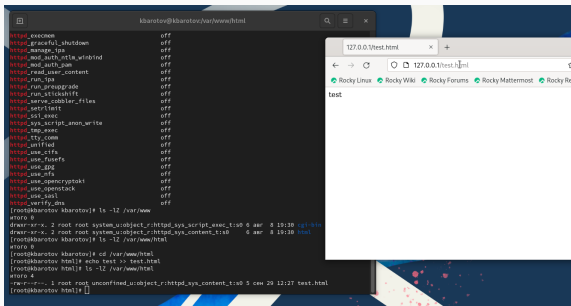 kbarotov@kbarotov:/var/www/html
httpd_execmem off
httpd_graceful_shutdown off
httpd_manage_ipa off
httpd_mod_auth_ntlm_winbind off
httpd_mod_auth_pam off
httpd_read_user_content off
httpd_run_ipa off
httpd_run_preupgrade off
httpd_run_stickshift off
httpd_serve_cobbler_files off
httpd_setrlimit off
httpd_ssi_exec off
httpd_sys_script_anon_write off
httpd_tmp_exec off
httpd_tty_comm off
httpd_unified off
httpd_use_cifs off
httpd_use_fusefs off
httpd_use_gpg off
httpd_use_nfs off
httpd_use_opencryptoki off
httpd_use_openstack off
httpd_use_sasl off
httpd_verify_dns off
[root@kbarotov kbarotov]# ls -lZ /var/www
итого 0
drwxr-xr-x. 2 root root system_u:object_r:httpd_sys_script_exec_t:s0 6 авг 8 19:30 cgi-bin
drwxr-xr-x. 2 root root system_u:object_r:httpd_sys_content_t:s0 6 авг 8 19:30 html
[root@kbarotov kbarotov]# ls -lZ /var/www/html
итого 0
[root@kbarotov kbarotov]# cd /var/www/html
[root@kbarotov html]# echo test >> test.html
[root@kbarotov html]# ls -lZ /var/www/html
итого 4
-rw-r--r--. 1 root root unconfined_u:object_r:httpd_sys_content_t:s0 5 сен 29 13:27 test.html
[root@kbarotov html]#
127.0.0.1/test.html
127.0.0.1/test.html
Rocky Linux Rocky Wiki Rocky Forums Rocky Mattermost Rocky Re
test